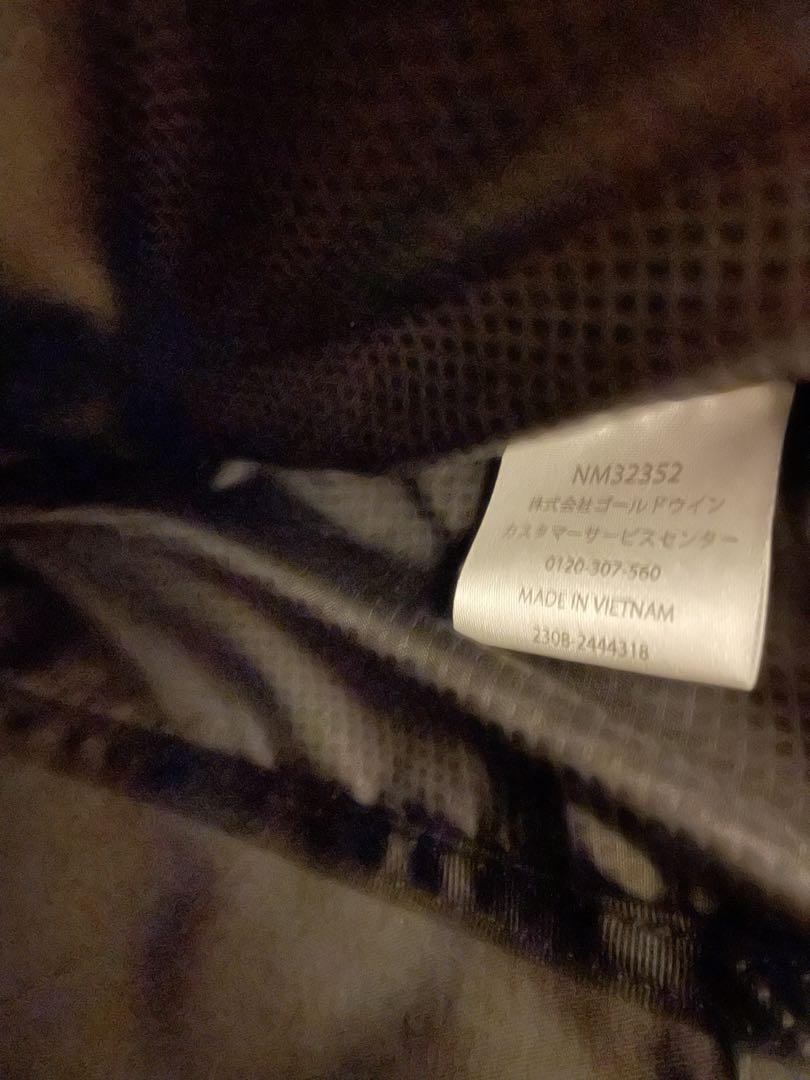 NM32352
株式会社ゴールドウイン
カスタマーサービスセンター
0120-307-560
MADE IN VIETNAM
230B-2444318